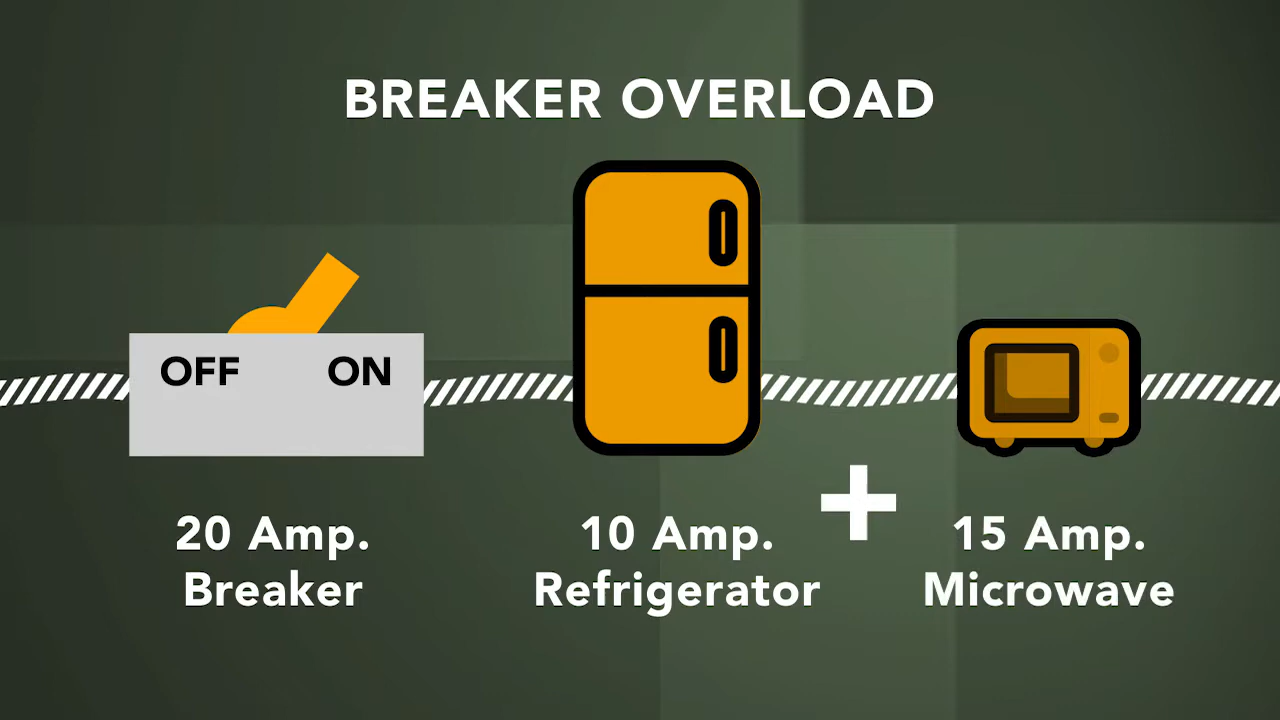 BREAKER OVERLOAD
OFF ON
20 Amp.
Breaker
10 Amp.
Refrigerator
+
15 Amp.
Microwave